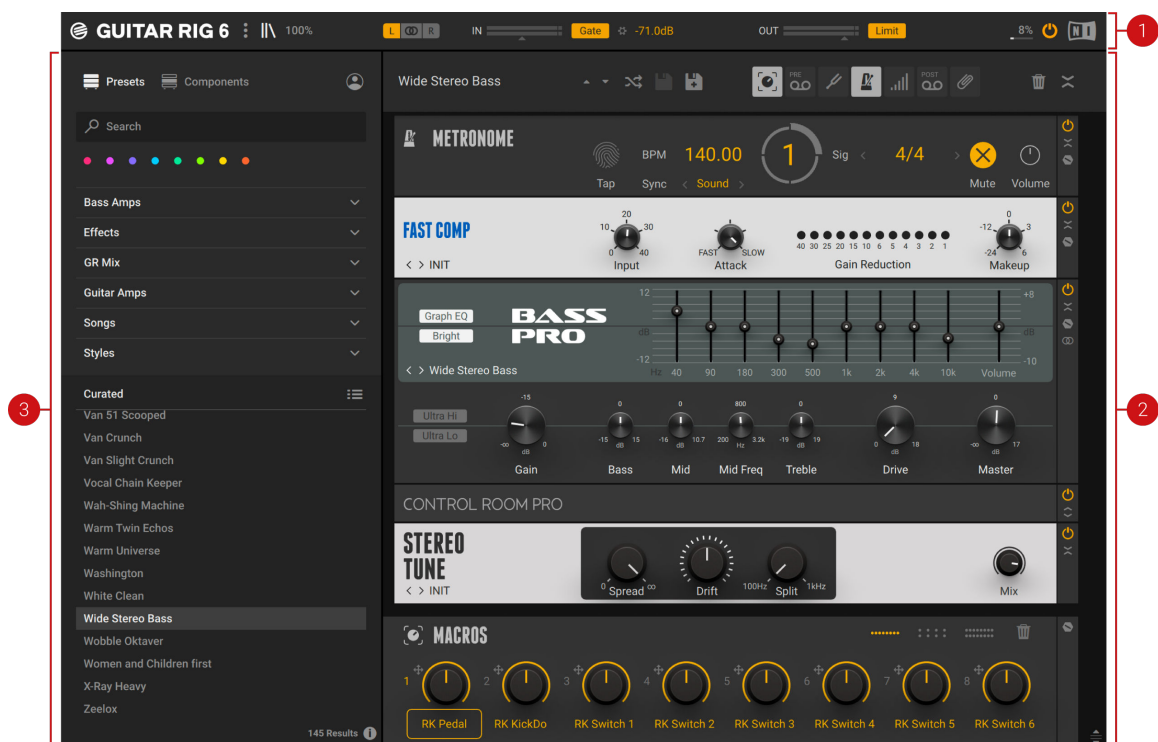 GUITAR RIG 6 100% L R IN Gate -71.0dB OUT Limit 8% NI 1
Presets Components
Search
Bass Amps
Effects
GR Mix
Guitar Amps
Songs
Styles
Curated
Van 51 Scooped
Van Crunch
Van Slight Crunch
Vocal Chain Keeper
Wah-Shing Machine
Warm Twin Echos
Warm Universe
Washington
White Clean
Wide Stereo Bass
Wobble Oktaver
Women and Children first
X-Ray Heavy
Zeelox
145 Results
3
Wide Stereo Bass PRE POST
METRONOME
BPM 140.00 1 Sig < 4/4 >
Tap Sync < Sound > Mute Volume
FAST COMP
< > INIT
10 20 30 0 40
Input
FAST SLOW
Attack
40 30 25 20 15 10 6 5 4 3 2 1
Gain Reduction
-12 0 3 -24 6
Makeup
Graph EQ
Bright
BASS
PRO
< > Wide Stereo Bass
12 +8
dB dB
-12 -10
Hz 40 90 180 300 500 1k 2k 4k 10k Volume
Ultra Hi
Ultra Lo
-15 0 0 800 0 9 0
-∞ 0 -15 15 -16 10.7 200 3.2k -19 19 0 18 -∞ 17
dB dB dB Hz dB dB dB
Gain Bass Mid Mid Freq Treble Drive Master
2
CONTROL ROOM PRO
STEREO
TUNE
< > INIT
0 ∞ 100Hz 1kHz
Spread Drift Split Mix
MACROS
1 2 3 4 5 6 7 8
RK Pedal RK KickDo RK Switch 1 RK Switch 2 RK Switch 3 RK Switch 4 RK Switch 5 RK Switch 6